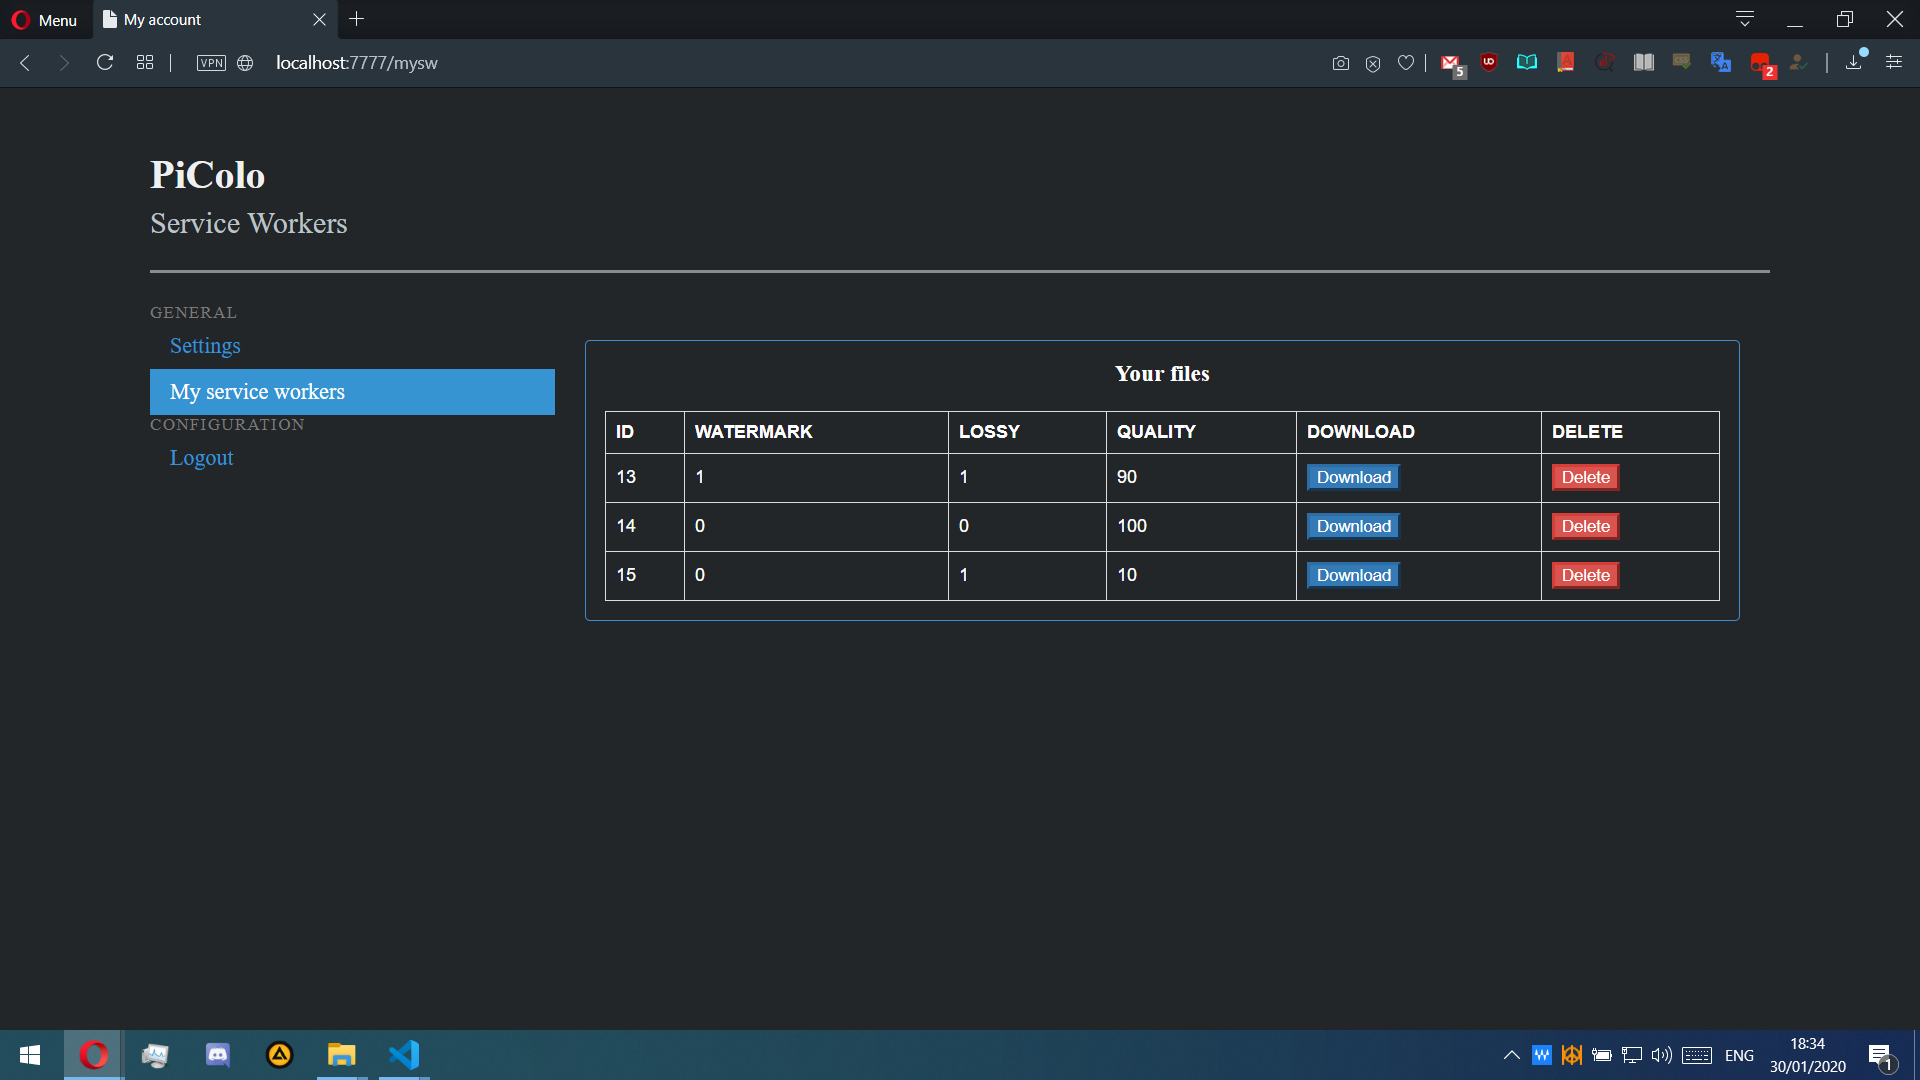 Menu
My account
VPN
localhost:7777/mysw
5
2
PiColo
Service Workers
GENERAL
Settings
My service workers
CONFIGURATION
Logout
Your files
ID WATERMARK LOSSY QUALITY DOWNLOAD DELETE
13 1 1 90 Download Delete
14 0 0 100 Download Delete
15 0 1 10 Download Delete
ENG
18:34
30/01/2020
1